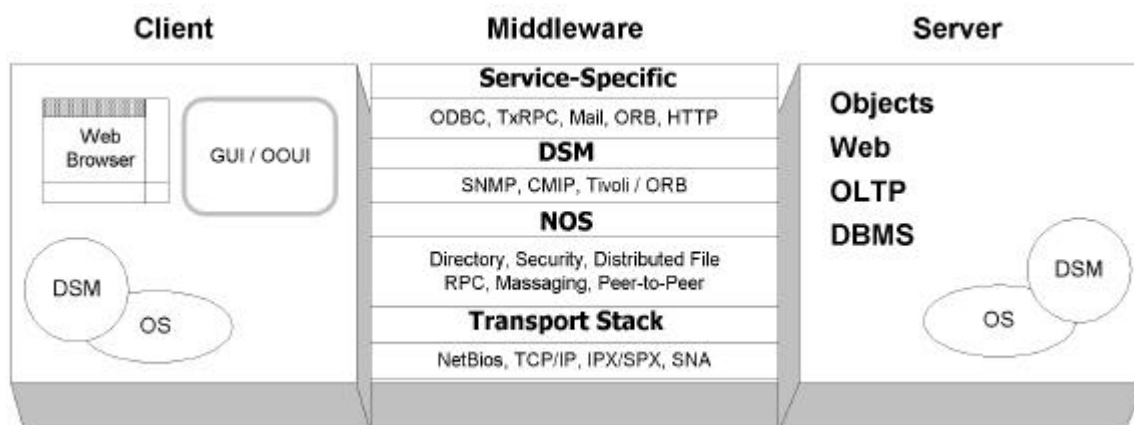 Client
Middleware
Server
Web
Browser
GUI / OOUI
DSM
OS
Service-Specific
ODBC, TxRPC, Mail, ORB, HTTP
DSM
SNMP, CMIP, Tivoli / ORB
NOS
Directory, Security, Distributed File
RPC, Massaging, Peer-to-Peer
Transport Stack
NetBios, TCP/IP, IPX/SPX, SNA
Objects
Web
OLTP
DBMS
DSM
OS